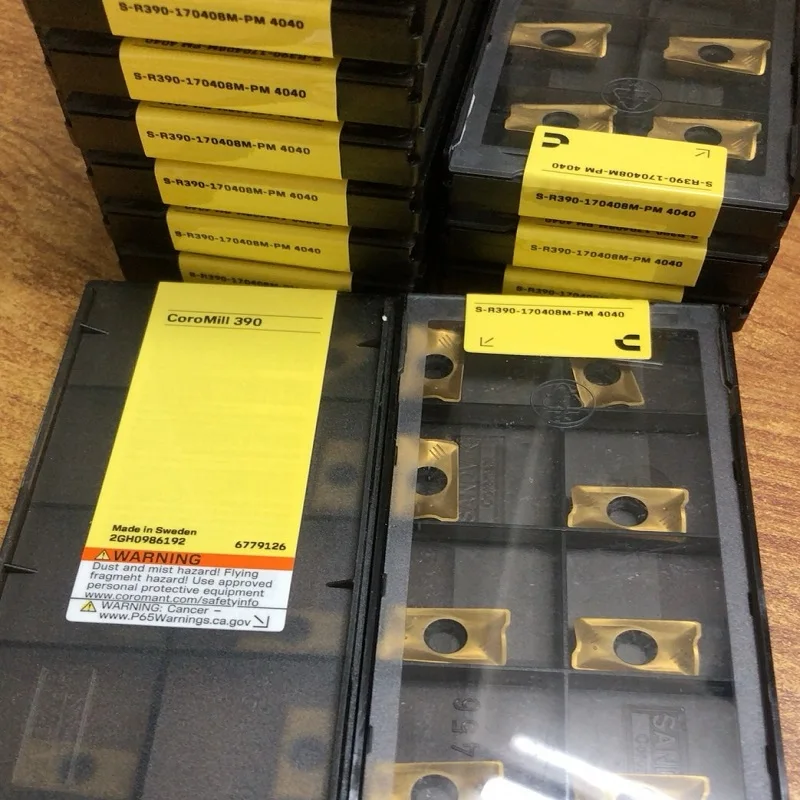 S-R390-170408M-PM 4040
S-R390-170408M-PM 4040
S-R390-170408M-PM 4040
S-R390-170408M-PM 4040
S-R390-170408M-PM 4040
S-R390-170408M-PM 4040
S-R390-170408M-PM 4040
S-R390-170408M-PM 4040
S-R390-170408M-PM 4040
S-R390-170408M-PM 4040
S-R390-170408M-PM 4040
CoroMill 390
Made in Sweden
2GH0986192
6779126
WARNING
Dust and mist hazard! Flying
fragmeht hazard! Use approved
personal protective equipment
www.coromant.com/safetyinfo
WARNING: Cancer –
www.P65Warnings.ca.gov
456
SAN